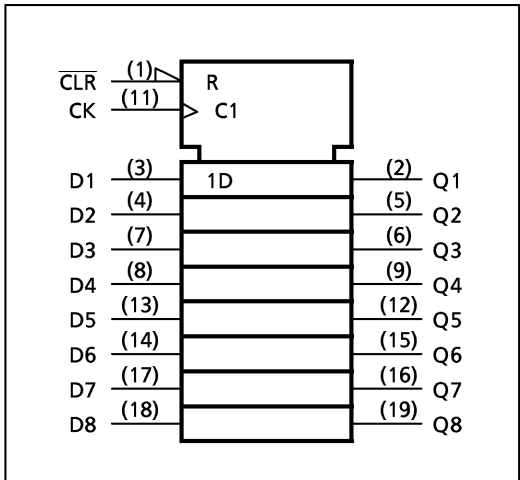 CLR (1) R
CK (11) C1
D1 (3) 1D (2) Q1
D2 (4) (5) Q2
D3 (7) (6) Q3
D4 (8) (9) Q4
D5 (13) (12) Q5
D6 (14) (15) Q6
D7 (17) (16) Q7
D8 (18) (19) Q8